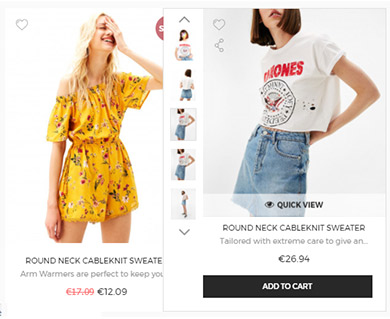 S
RAMONES
QUICK VIEW
ROUND NECK CABLEKNIT SWEATE
Arm Warmers are perfect to keep you
€17.09 €12.09
ROUND NECK CABLEKNIT SWEATER
Tailored with extreme care to give an...
€26.94
ADD TO CART